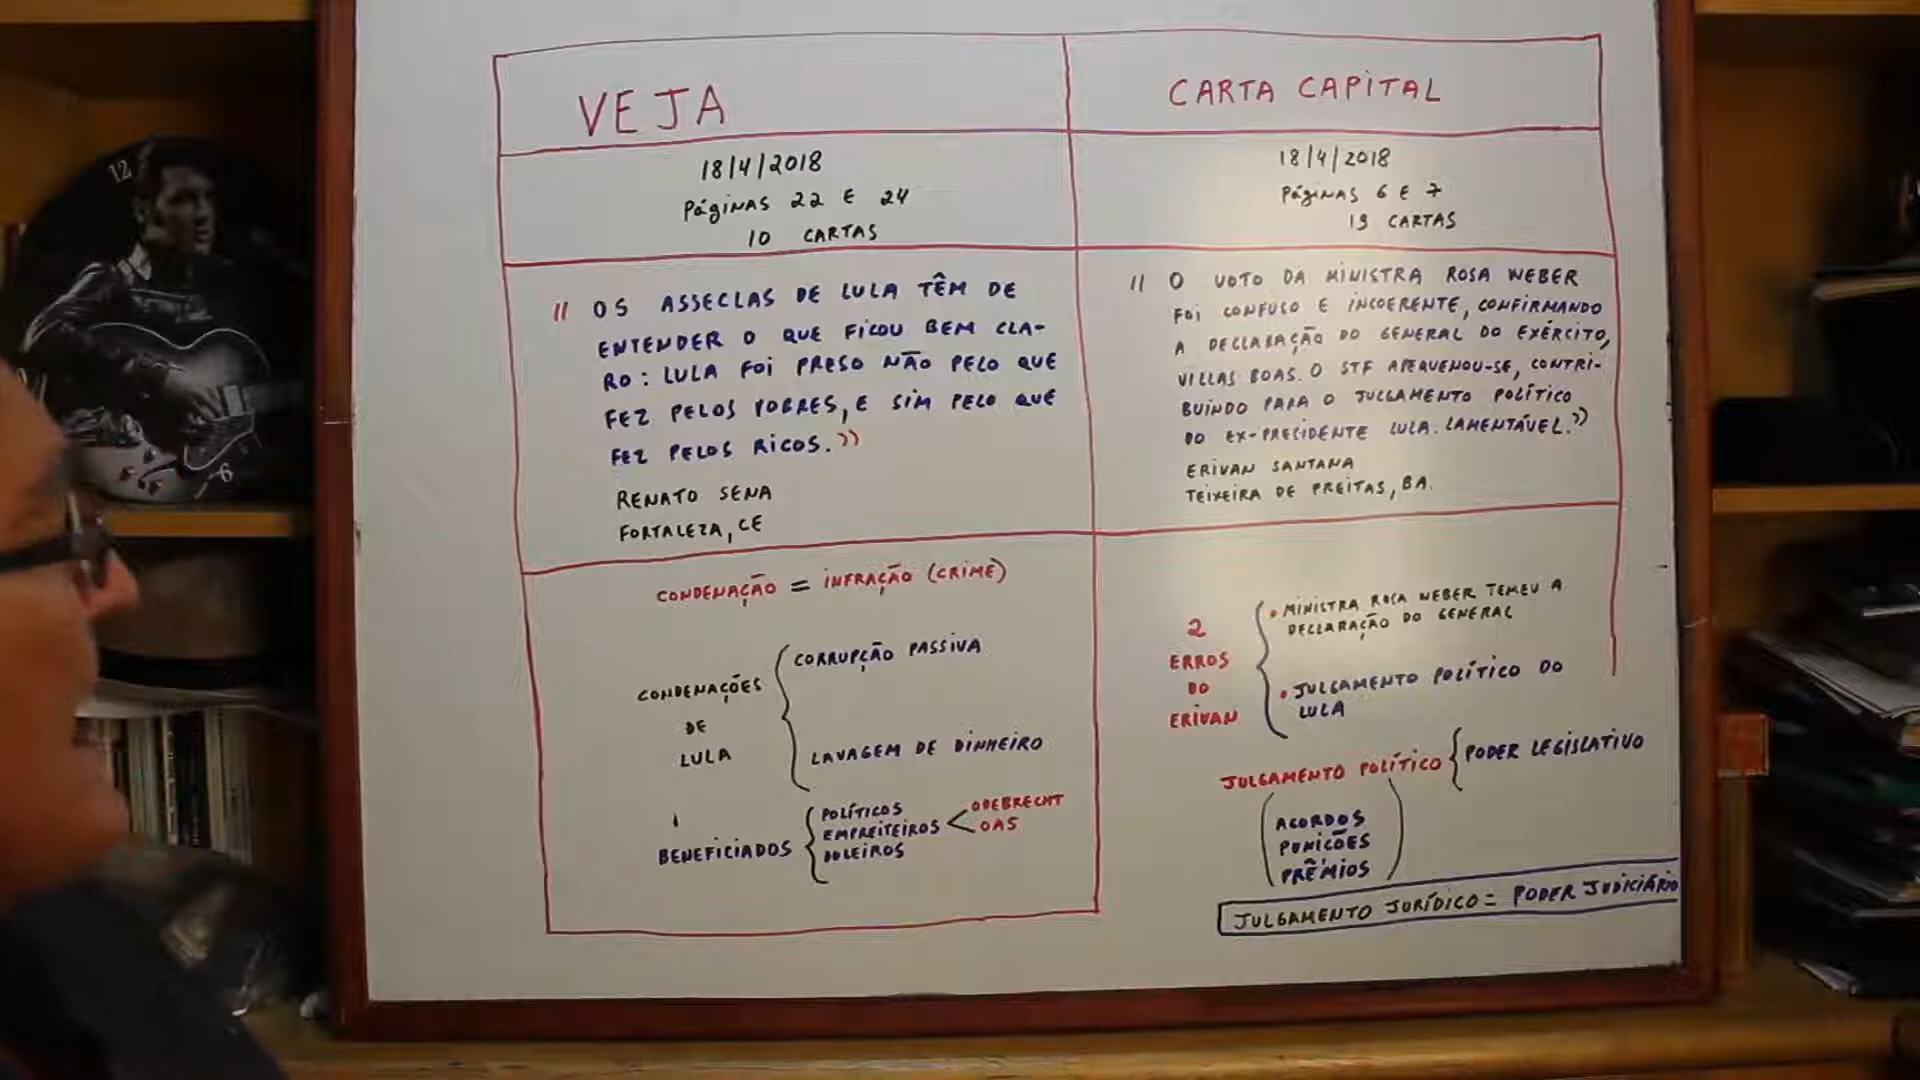 VEJA
18/4/2018
Páginas 22 E 24
10 CARTAS
" OS ASSECLAS DE LULA TÊM DE
ENTENDER O QUE FICOU BEM CLA-
RO: LULA FOI PRESO NÃO PELO QUE
FEZ PELOS POBRES, E SIM PELO QUE
FEZ PELOS RICOS."
RENATO SENA
FORTALEZA, CE
CONDENAÇÃO = INFRAÇÃO (CRIME)
CONDENAÇÕES
DE
LULA
CORRUPÇÃO PASSIVA
LAVAGEM DE DINHEIRO
BENEFICIADOS
POLÍTICOS
EMPREITEIROS
DOLEIROS
ODEBRECHT
OAS
CARTA CAPITAL
18/4/2018
Páginas 6 E 7
13 CARTAS
" O VOTO DA MINISTRA ROSA WEBER
FOI CONFUSO E INCOERENTE, CONFIRMANDO
A DECLARAÇÃO DO GENERAL DO EXÉRCITO,
VILLAS BOAS. O STF APEQUENOU-SE, CONTRI-
BUINDO PARA O JULGAMENTO POLÍTICO
DO EX-PRESIDENTE LULA. LAMENTÁVEL."
ERIVAN SANTANA
TEIXEIRA DE FREITAS, BA.
2
ERROS
DO
ERIVAN
• MINISTRA ROSA WEBER TEMEU A
DECLARAÇÃO DO GENERAL
• JULGAMENTO POLÍTICO DO
LULA
JULGAMENTO POLÍTICO { PODER LEGISLATIVO
ACORDOS
PUNIÇÕES
PRÊMIOS
JULGAMENTO JURÍDICO = PODER JUDICIÁRIO
12
6